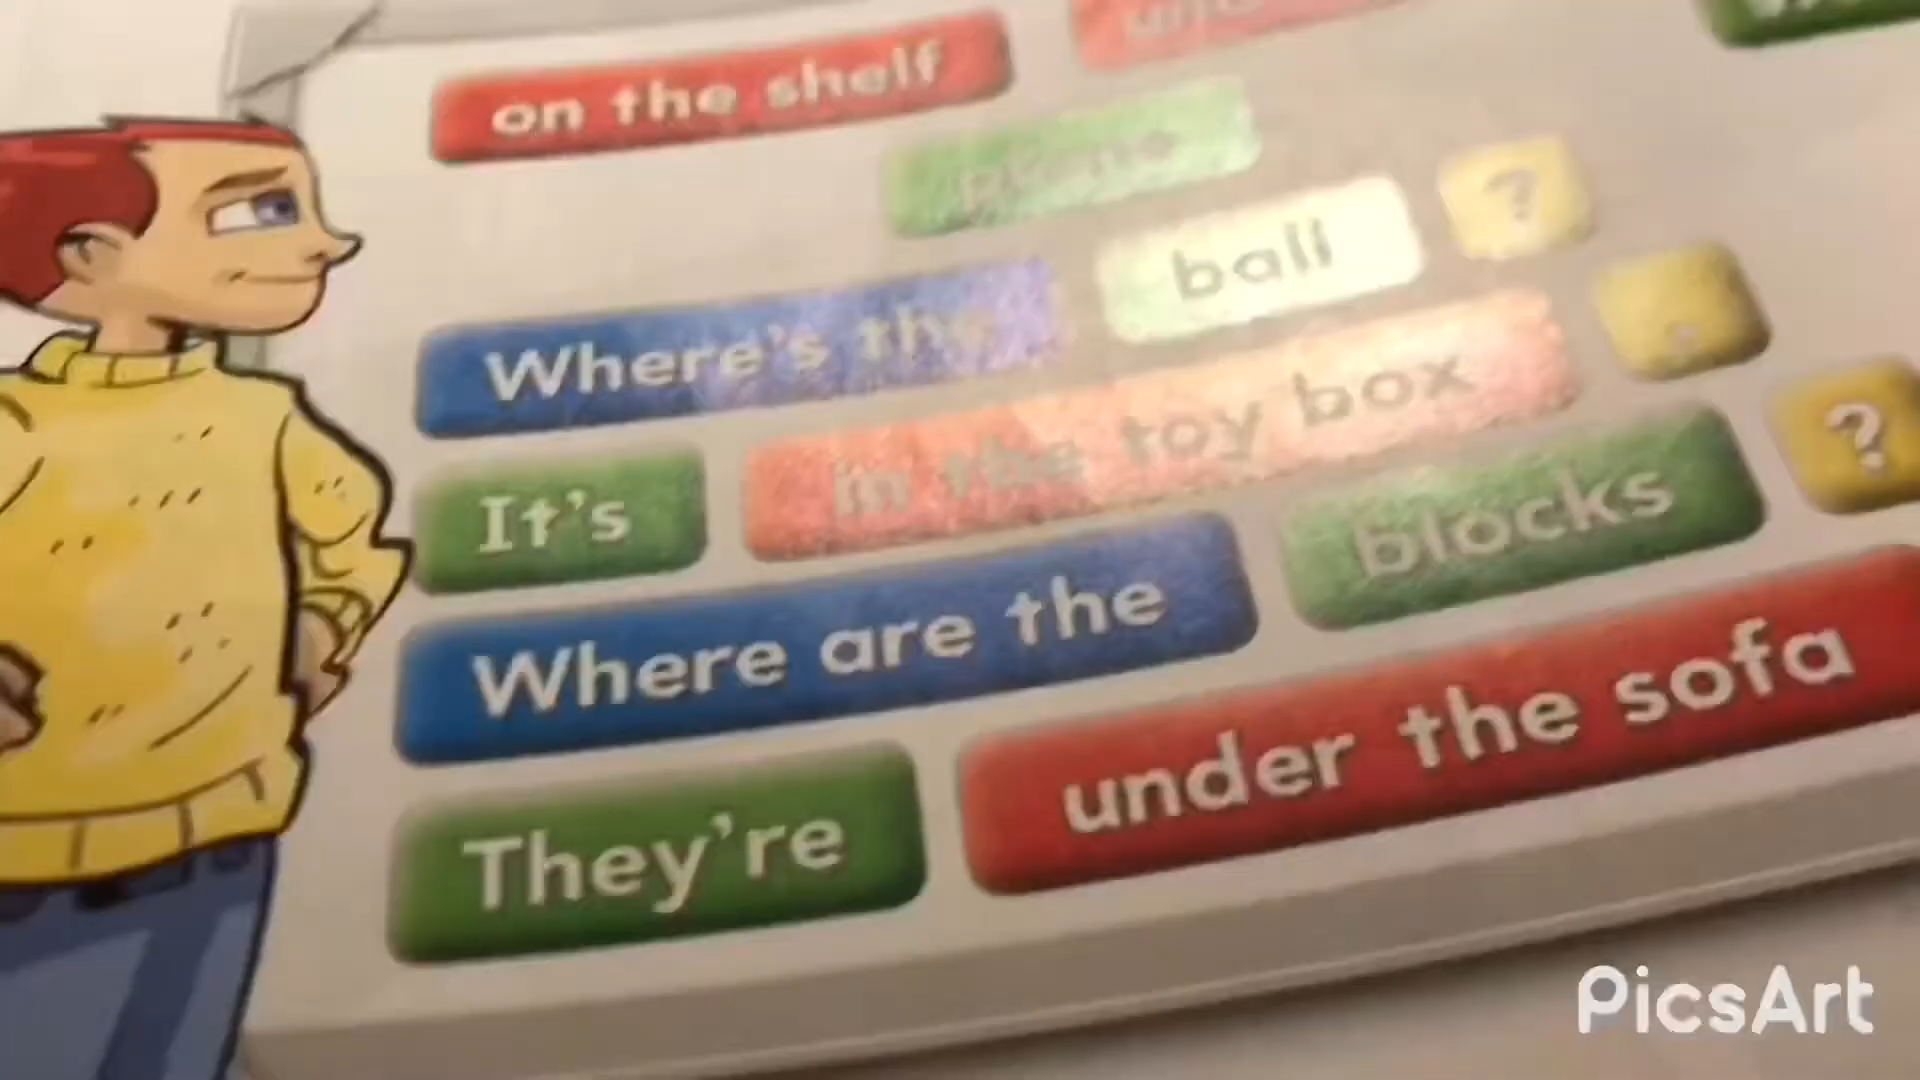 on the shelf
plane
Where's the ball ?
It's in the toy box .
Where are the blocks ?
They're under the sofa
PicsArt